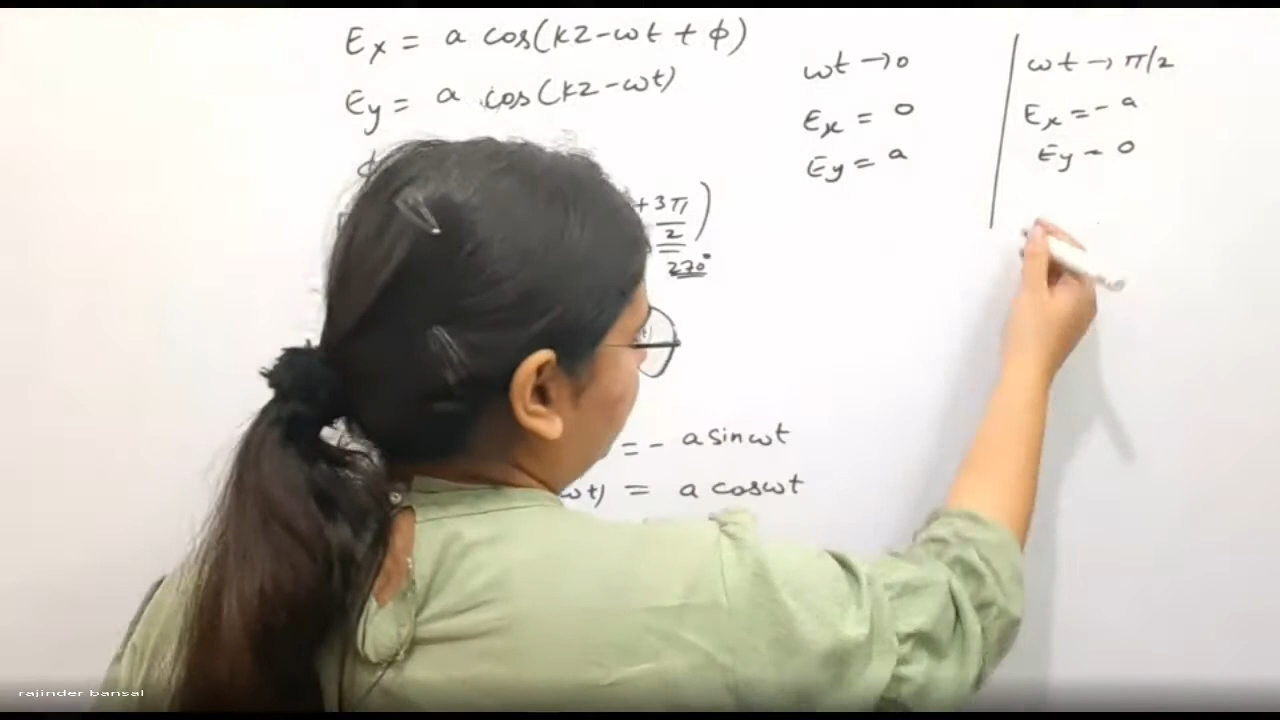 Ex = a cos(kz-ωt + ϕ)
Ey = a cos(kz-ωt)
ϕ
+ 3π/2)
270°
= - a sinωt
ωt) = a cosωt
ωt → 0
Ex = 0
Ey = a
ωt → π/2
Ex = - a
Ey = 0
rajinder bansal